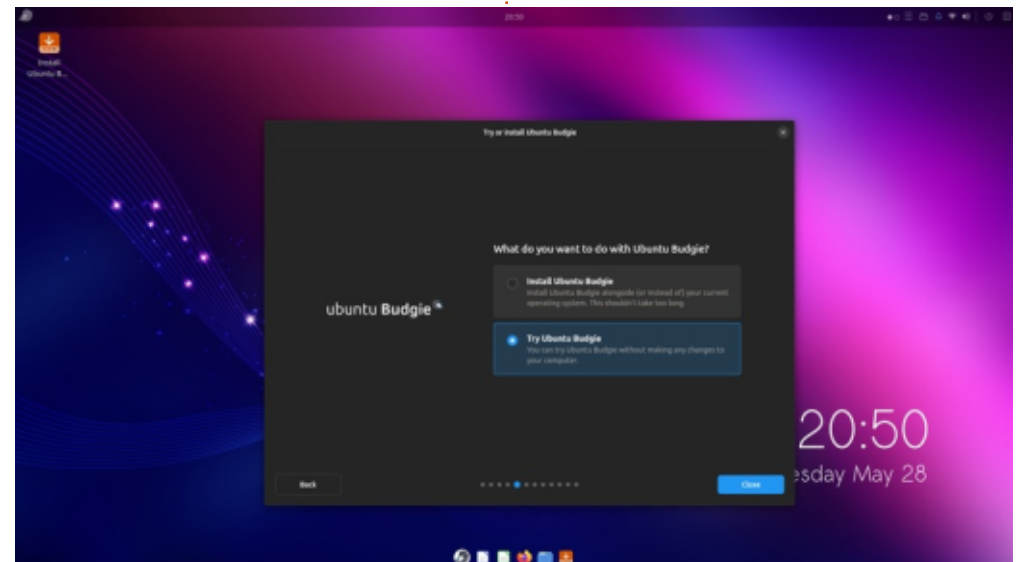 20:50
Install
Ubuntu B...
Try or Install Ubuntu Budgie
What do you want to do with Ubuntu Budgie?
Install Ubuntu Budgie
Install Ubuntu Budgie alongside (or instead of) your current
operating system. This shouldn't take too long.
ubuntu Budgie
Try Ubuntu Budgie
You can try Ubuntu Budgie without making any changes to
your computer.
20:50
esday May 28
Back
Close